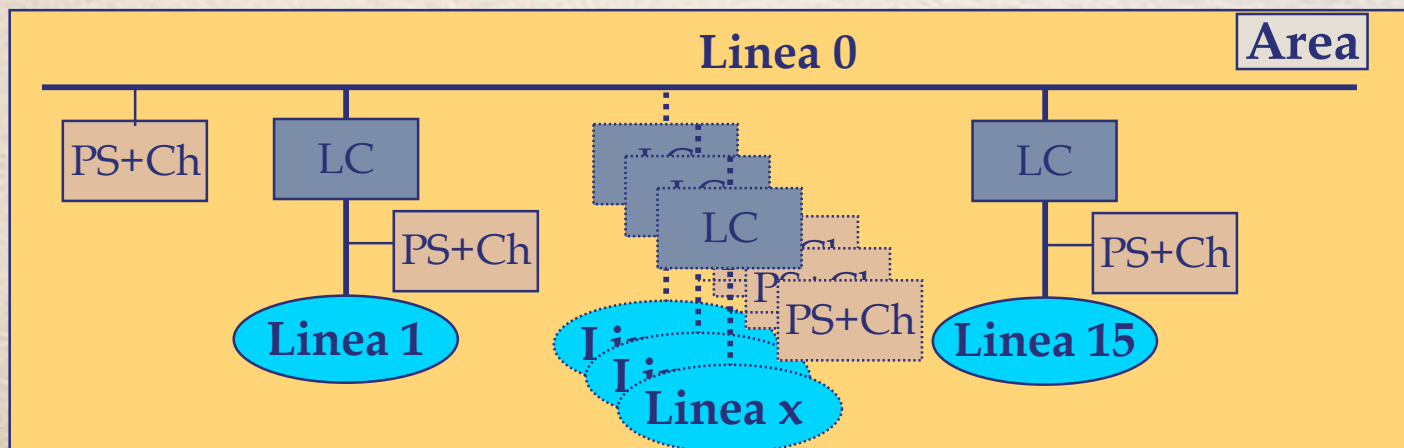 Linea 0
Area
PS+Ch
LC
LC
LC
PS+Ch
PS+Ch
PS+Ch
Linea 1
Linea x
Linea 15